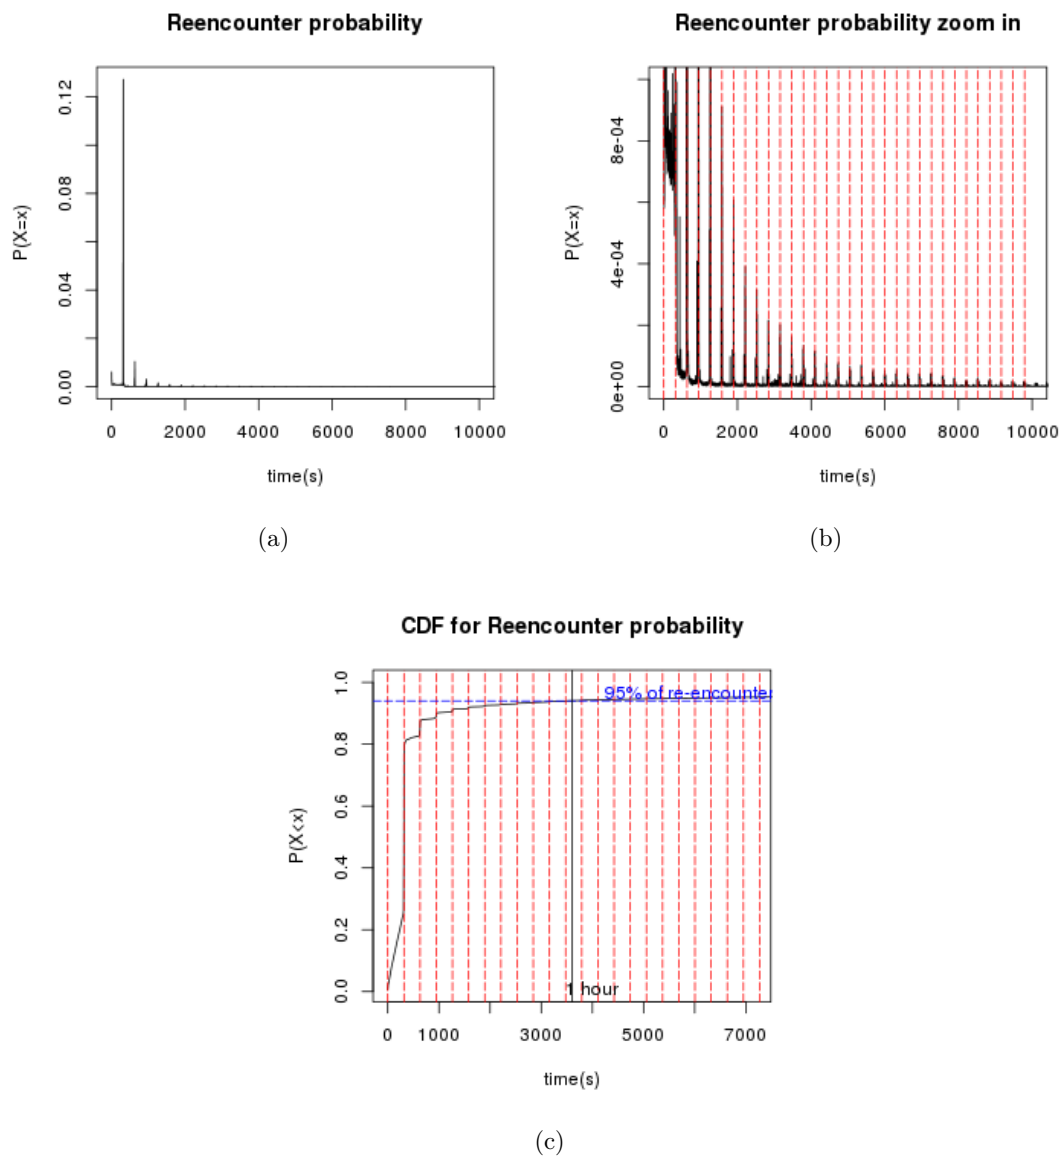 Reencounter probability
P(X=x)
0.12
0.08
0.04
0.00
0 2000 4000 6000 8000 10000
time(s)
(a)
Reencounter probability zoom in
P(X=x)
8e-04
4e-04
0e+00
0 2000 4000 6000 8000 10000
time(s)
(b)
CDF for Reencounter probability
P(X<x)
1.0
0.8
0.6
0.4
0.2
0.0
95% of re-encounter
1 hour
0 1000 3000 5000 7000
time(s)
(c)